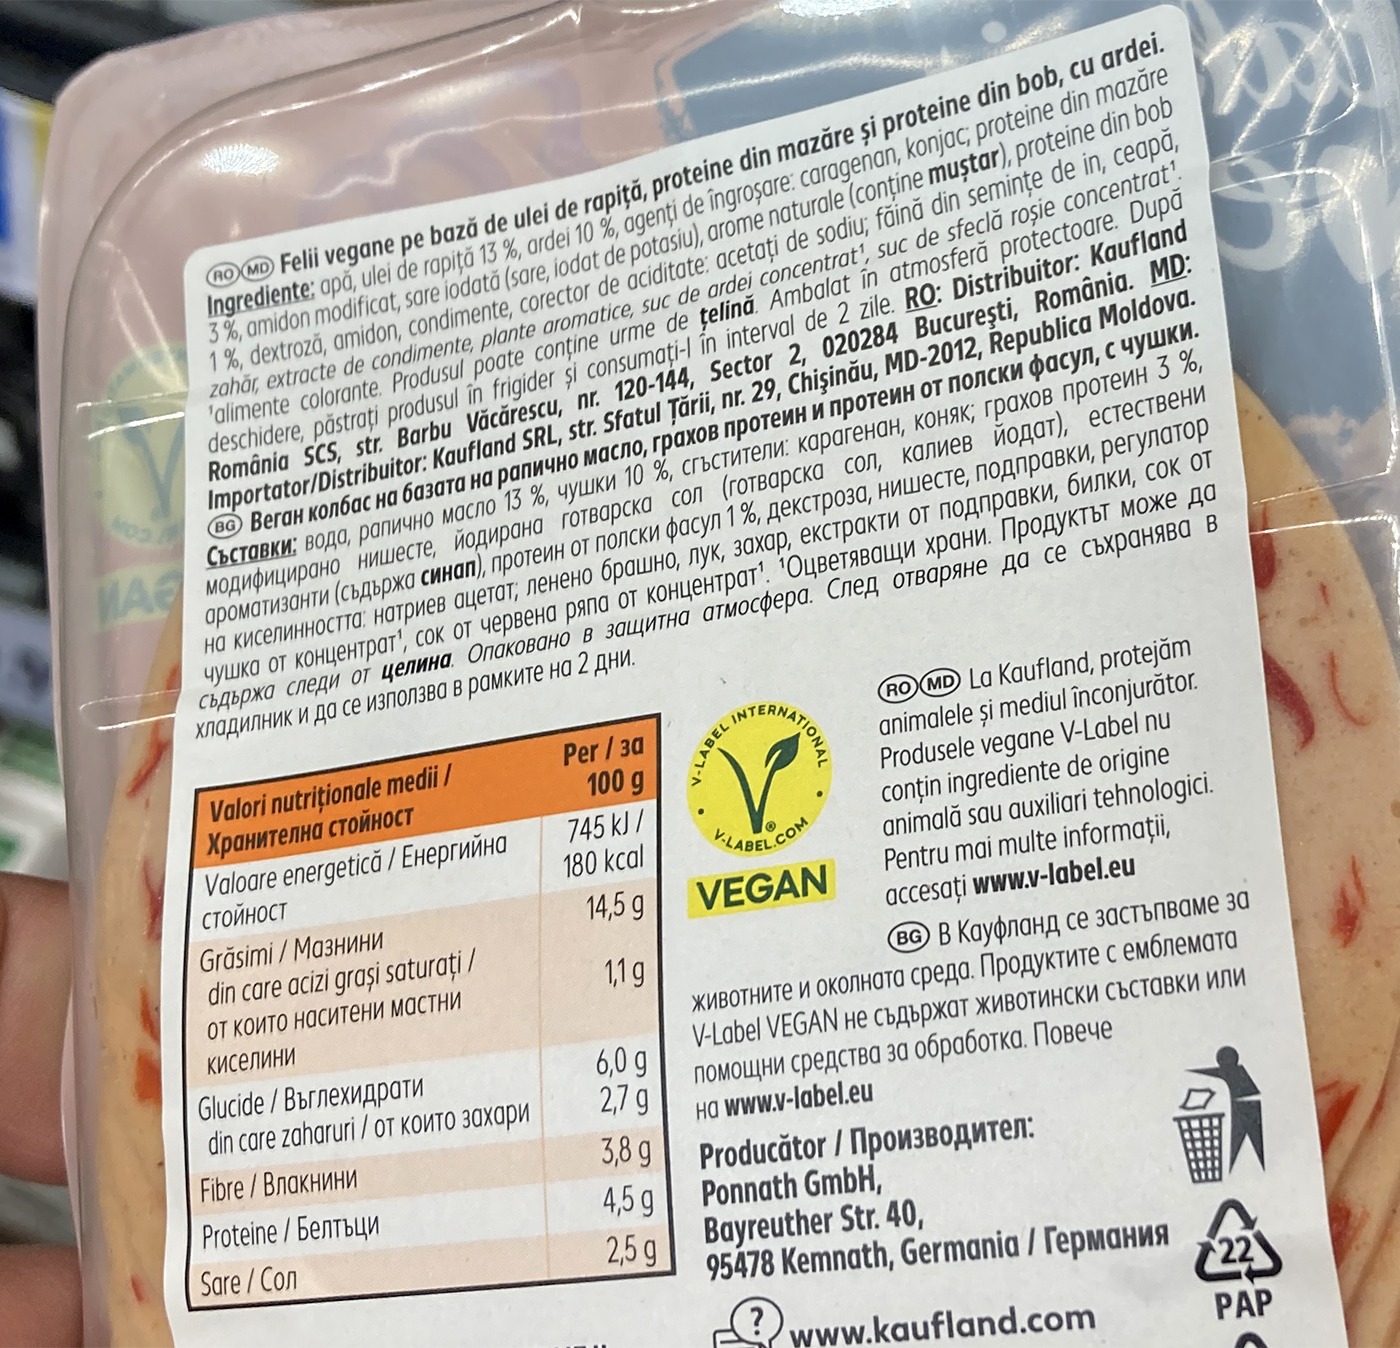 RO MD Felii vegane pe bază de ulei de rapiță, proteine din mazăre și proteine din bob, cu ardei.
Ingrediente: apă, ulei de rapiță 13 %, ardei 10 %, agenți de îngroșare: caragenan, konjac; proteine din mazăre
3 %, amidon modificat, sare iodată (sare, iodat de potasiu), arome naturale (conține muștar), proteine din bob
1 %, dextroză, amidon, condimente, corector de aciditate: acetați de sodiu; făină din semințe de in, ceapă,
zahăr, extracte de condimente, plante aromatice, suc de ardei concentrat¹, suc de sfeclă roșie concentrat¹.
¹alimente colorante. Produsul poate conține urme de țelină. Ambalat în atmosferă protectoare. După
deschidere, păstrați produsul în frigider și consumați-l în interval de 2 zile. RO: Distribuitor: Kaufland
România SCS, str. Barbu Văcărescu, nr. 120-144, Sector 2, 020284 București, România. MD:
Importator/Distribuitor: Kaufland SRL, str. Sfatul Țării, nr. 29, Chișinău, MD-2012, Republica Moldova.
BG Веган колбас на базата на рапично масло, грахов протеин и протеин от полски фасул, с чушки.
Съставки: вода, рапично масло 13 %, чушки 10 %, сгъстители: карагенан, коняк; грахов протеин 3 %,
модифицирано нишесте, йодирана готварска сол (готварска сол, калиев йодат), естествени
ароматизанти (съдържа синап), протеин от полски фасул 1 %, декстроза, нишесте, подправки, регулатор
на киселинността: натриев ацетат; ленено брашно, лук, захар, екстракти от подправки, билки, сок от
чушка от концентрат¹, сок от червена ряпа от концентрат¹. ¹Оцветяващи храни. Продуктът може да
съдържа следи от целина. Опаковано в защитна атмосфера. След отваряне да се съхранява в
хладилник и да се използва в рамките на 2 дни.
Valori nutriționale medii / Per / за
Хранителна стойност 100 g
Valoare energetică / Енергийна 745 kJ /
стойност 180 kcal
Grăsimi / Мазнини 14,5 g
din care acizi grași saturați / 1,1 g
от които наситени мастни
киселини
Glucide / Въглехидрати 6,0 g
din care zaharuri / от които захари 2,7 g
Fibre / Влакнини 3,8 g
Proteine / Белтъци 4,5 g
Sare / Сол 2,5 g
V-LABEL INTERNATIONAL
V-LABEL.COM
VEGAN
RO MD La Kaufland, protejăm
animalele și mediul înconjurător.
Produsele vegane V-Label nu
conțin ingrediente de origine
animală sau auxiliari tehnologici.
Pentru mai multe informații,
accesați www.v-label.eu
BG В Кауфланд се застъпваме за
животните и околната среда. Продуктите с емблемата
V-Label VEGAN не съдържат животински съставки или
помощни средства за обработка. Повече
на www.v-label.eu
Producător / Производител:
Ponnath GmbH,
Bayreuther Str. 40,
95478 Kemnath, Germania / Германия
22
PAP
? www.kaufland.com